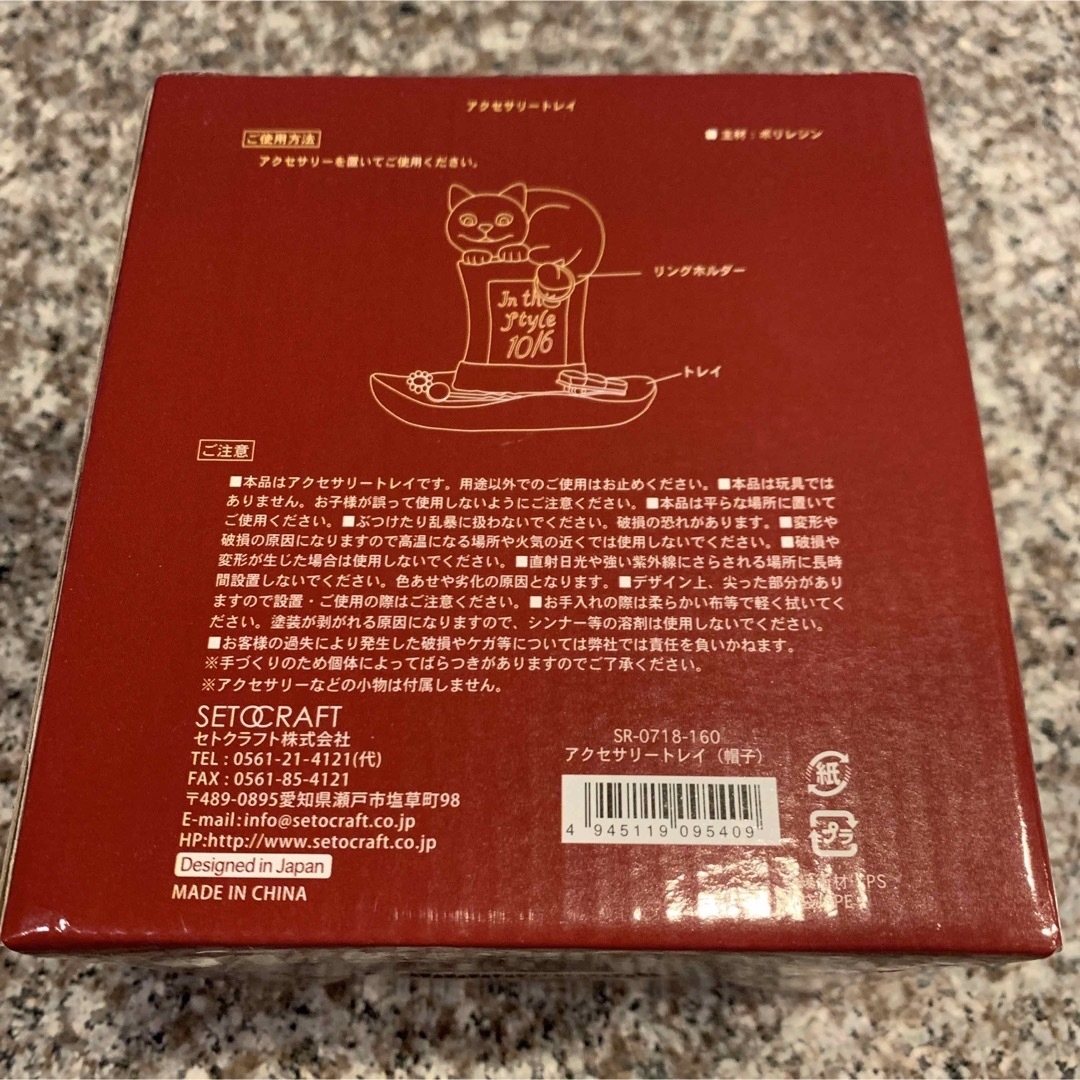 アクセサリートレイ
ご使用方法
■主材：ポリレジン
アクセサリーを置いてご使用ください。
リングホルダー
In the
Style
10/6
トレイ
ご注意
■本品はアクセサリートレイです。用途以外でのご使用はお止めください。■本品は玩具では
ありません。お子様が誤って使用しないようにご注意ください。■本品は平らな場所に置いて
ご使用ください。■ぶつけたり乱暴に扱わないでください。破損の恐れがあります。■変形や
破損の原因になりますので高温になる場所や火気の近くでは使用しないでください。■破損や
変形が生じた場合は使用しないでください。■直射日光や強い紫外線にさらされる場所に長時
間設置しないでください。色あせや劣化の原因となります。■デザイン上、尖った部分があり
ますので設置・ご使用の際はご注意ください。■お手入れの際は柔らかい布等で軽く拭いてく
ださい。塗装が剥がれる原因になりますので、シンナー等の溶剤は使用しないでください。
■お客様の過失により発生した破損やケガ等については弊社では責任を負いかねます。
※手づくりのため個体によってばらつきがありますのでご了承ください。
※アクセサリーなどの小物は付属しません。
SETOCRAFT
セトクラフト株式会社
TEL : 0561-21-4121(代)
FAX : 0561-85-4121
〒489-0895愛知県瀬戸市塩草町98
E-mail:info@setocraft.co.jp
HP:http://www.setocraft.co.jp
Designed in Japan
MADE IN CHINA
SR-0718-160
アクセサリートレイ（帽子）
4 945119 095409
紙
プラ
PS
PE